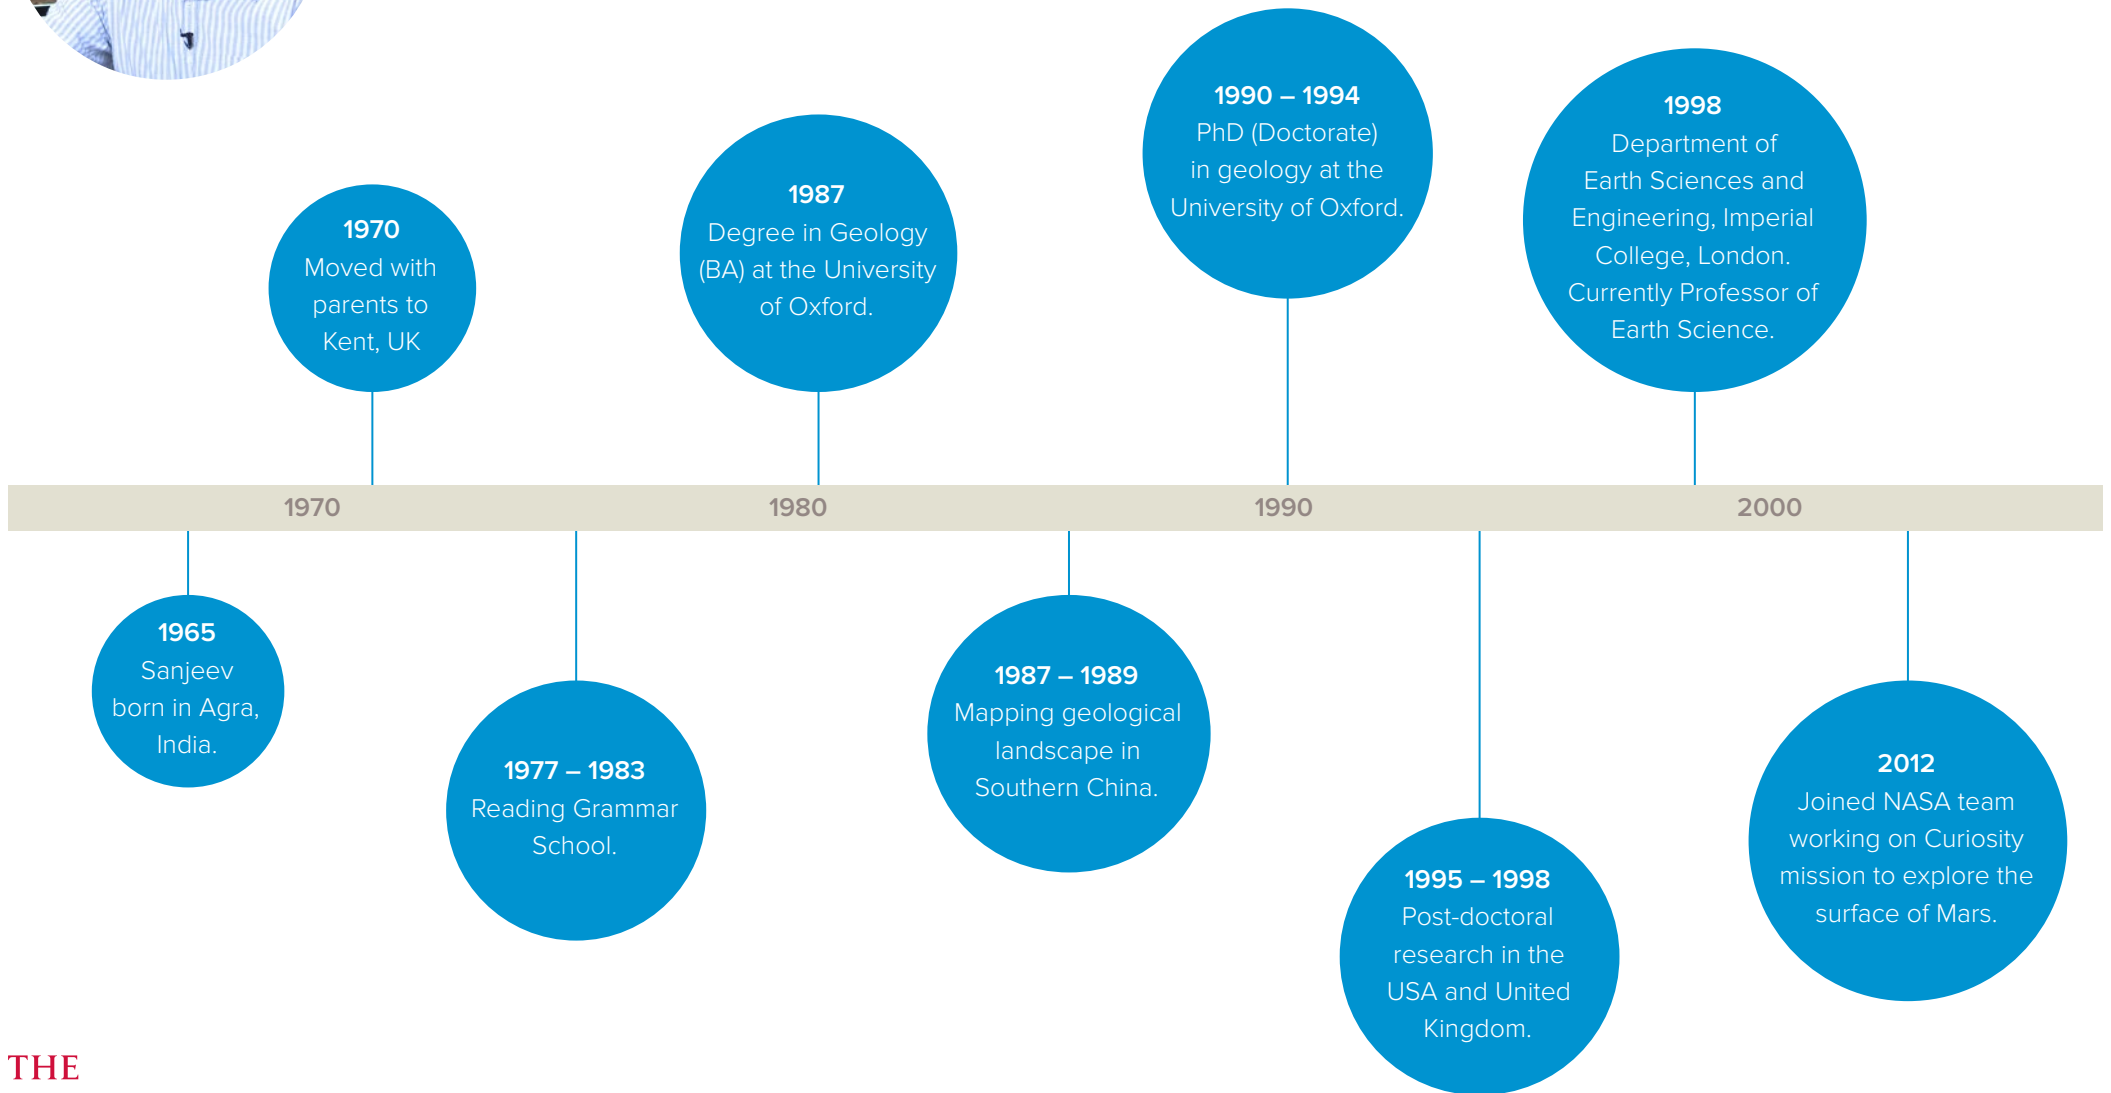 1990 – 1994
PhD (Doctorate)
in geology at the
University of Oxford.
1998
Department of
Earth Sciences and
Engineering, Imperial
College, London.
Currently Professor of
Earth Science.
1987
Degree in Geology
(BA) at the University
of Oxford.
1970
Moved with
parents to
Kent, UK
1970
1980
1990
2000
1965
Sanjeev
born in Agra,
India.
1977 – 1983
Reading Grammar
School.
1987 – 1989
Mapping geological
landscape in
Southern China.
1995 – 1998
Post-doctoral
research in the
USA and United
Kingdom.
2012
Joined NASA team
working on Curiosity
mission to explore the
surface of Mars.
THE